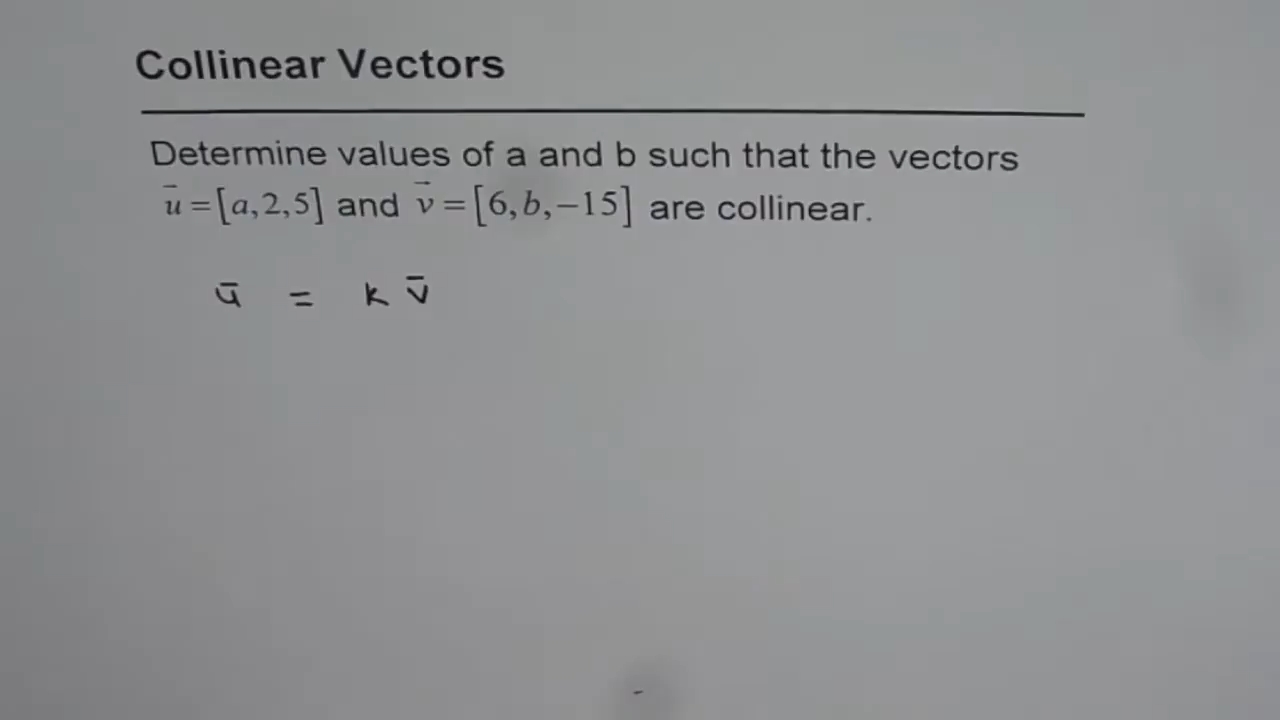 Collinear Vectors
Determine values of a and b such that the vectors
u⃗ = [a, 2, 5] and v⃗ = [6, b, −15] are collinear.
ū = k v̄